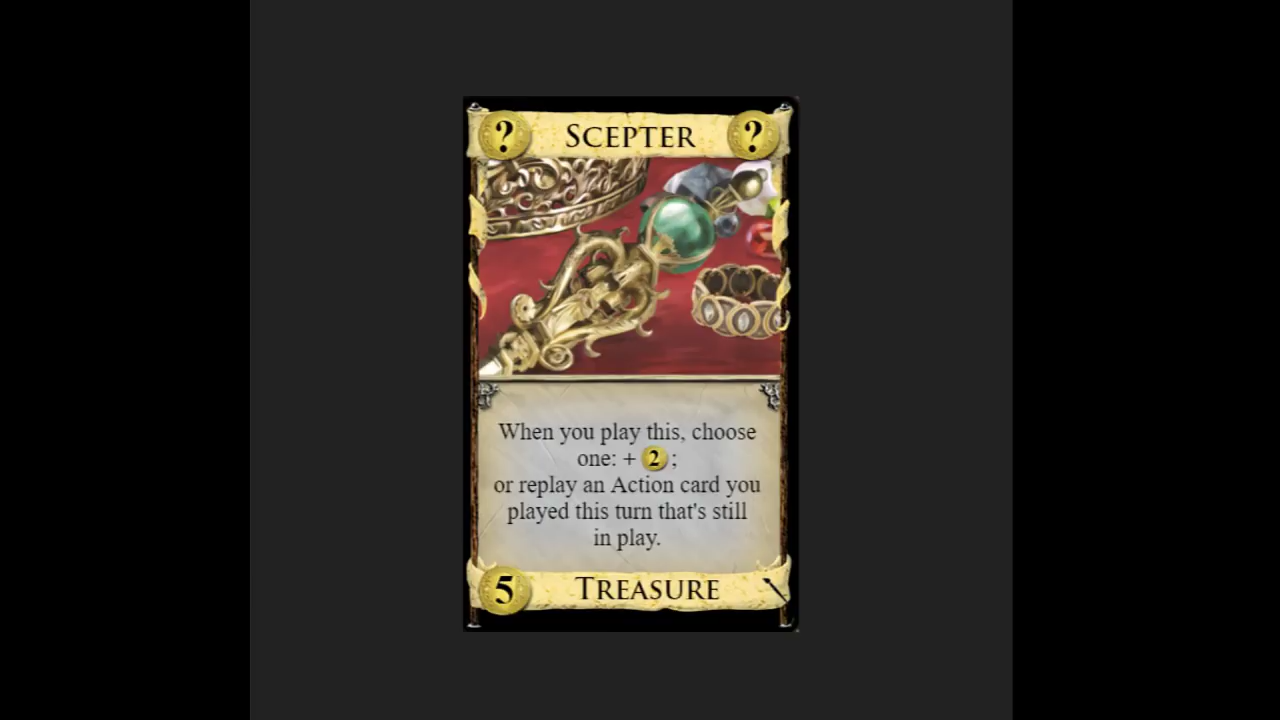 ? SCEPTER ?
When you play this, choose
one: + 2 ;
or replay an Action card you
played this turn that's still
in play.
5 TREASURE